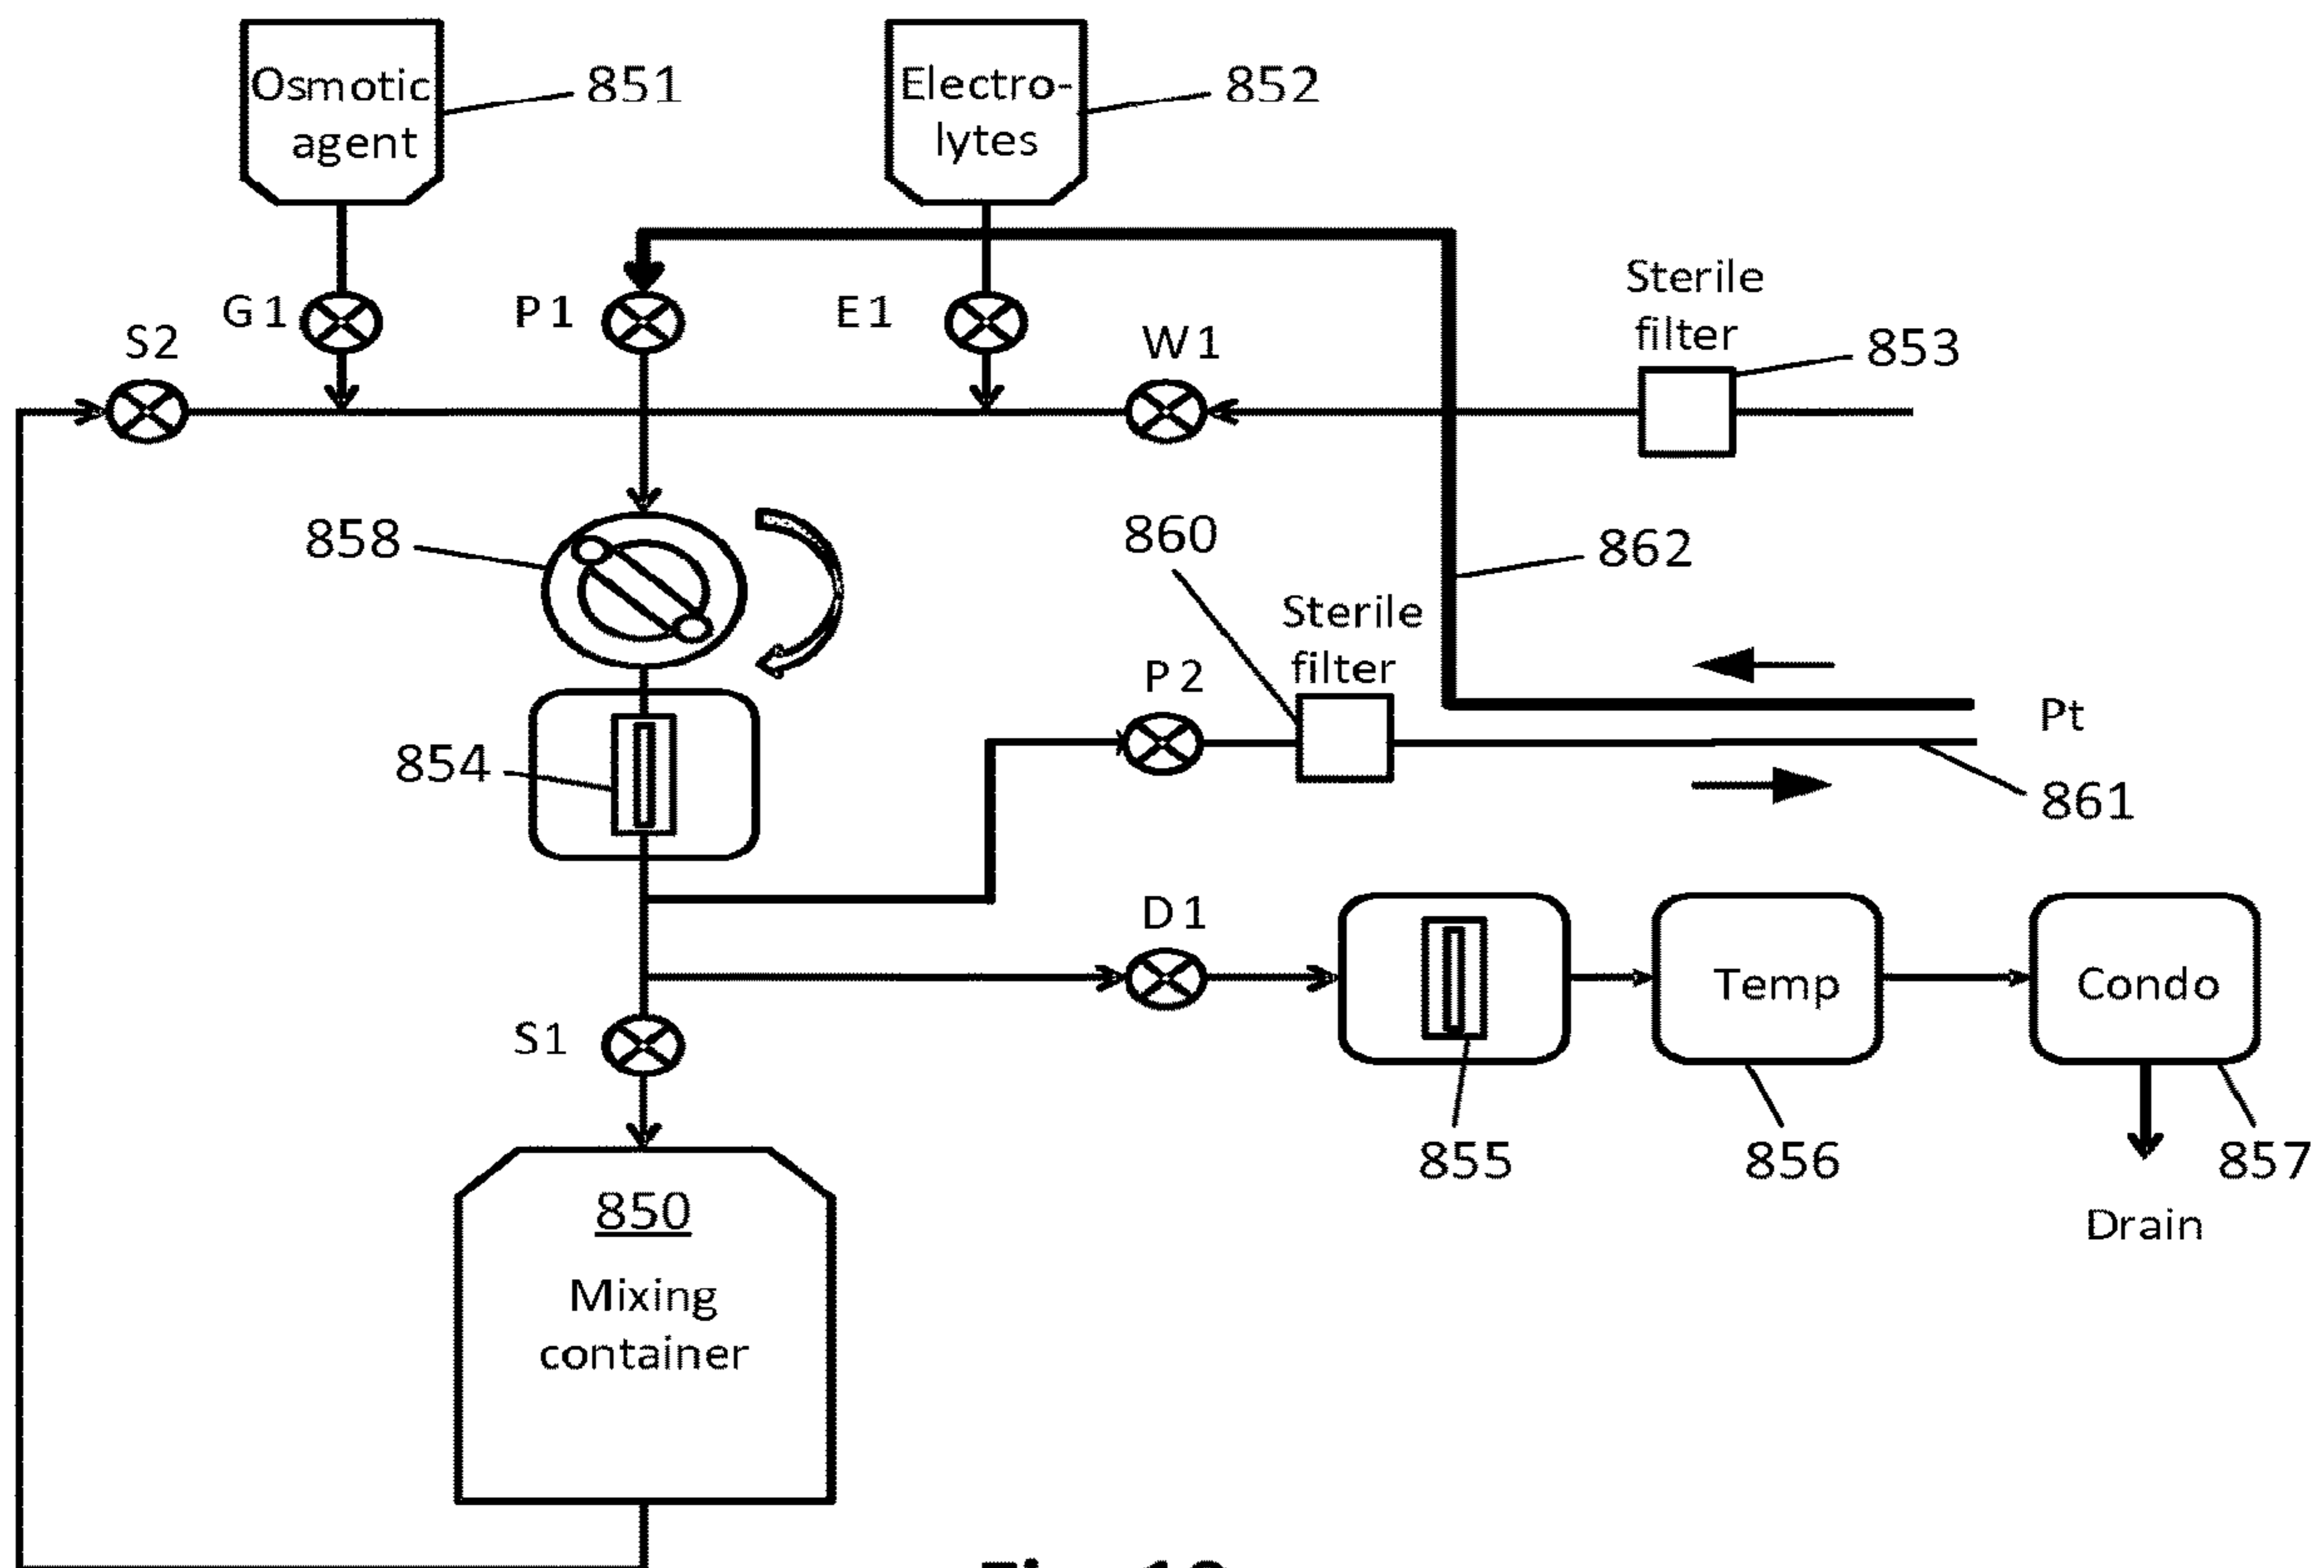 Osmotic
agent
851
Electro-
lytes
852
G1
P1
E1
S2
W1
Sterile
filter
853
858
860
862
Sterile
filter
P2
Pt
854
861
D1
Temp
Condo
S1
855
856
857
850
Drain
Mixing
container